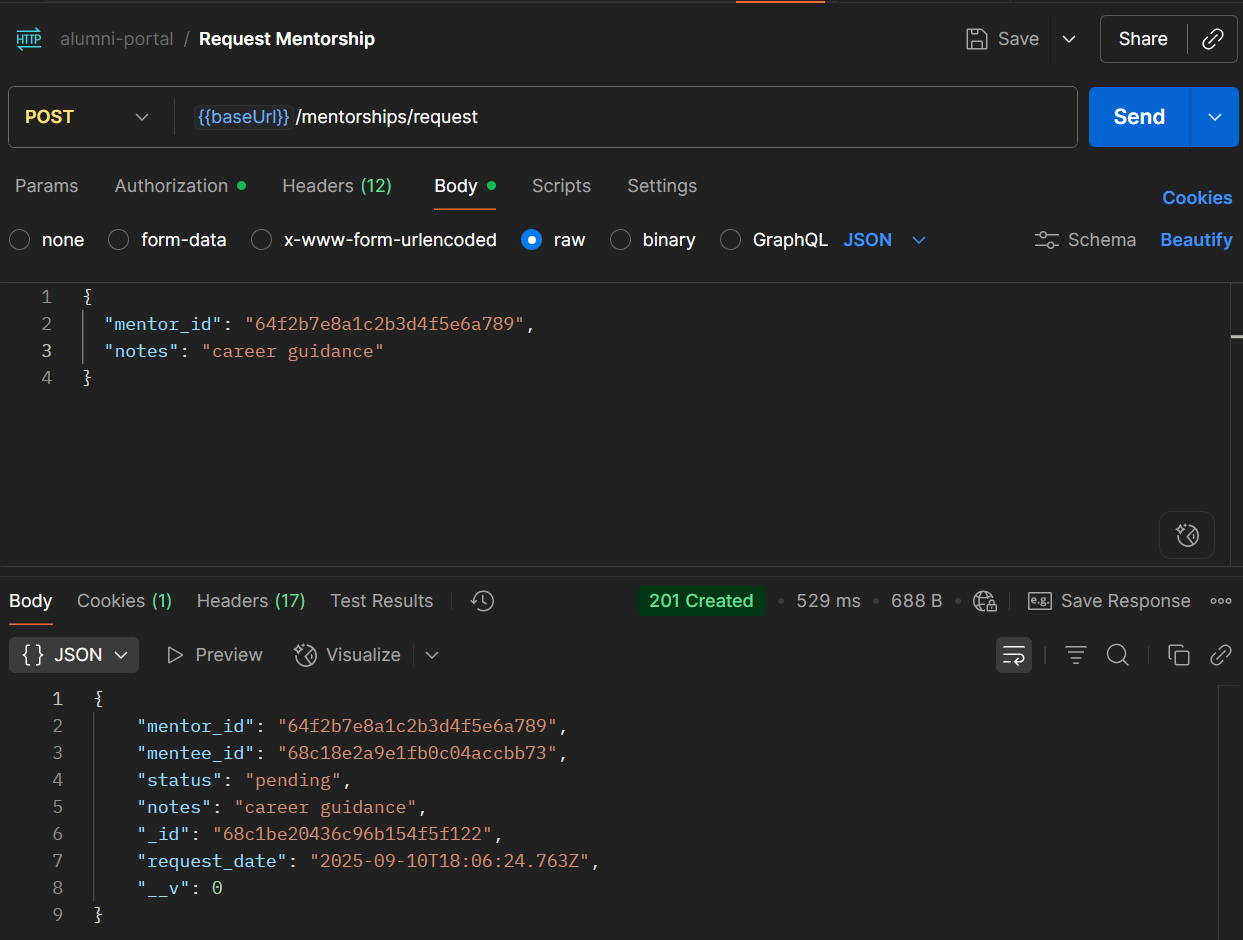 HTTP alumni-portal / Request Mentorship Save Share
POST {{baseUrl}} /mentorships/request Send
Params Authorization Headers (12) Body Scripts Settings Cookies
none form-data x-www-form-urlencoded raw binary GraphQL JSON Schema Beautify
1 {
2 "mentor_id": "64f2b7e8a1c2b3d4f5e6a789",
3 "notes": "career guidance"
4 }
Body Cookies (1) Headers (17) Test Results 201 Created • 529 ms • 688 B • e.g. Save Response
{} JSON Preview Visualize
1 {
2 "mentor_id": "64f2b7e8a1c2b3d4f5e6a789",
3 "mentee_id": "68c18e2a9e1fb0c04accbb73",
4 "status": "pending",
5 "notes": "career guidance",
6 "_id": "68c1be20436c96b154f5f122",
7 "request_date": "2025-09-10T18:06:24.763Z",
8 "__v": 0
9 }